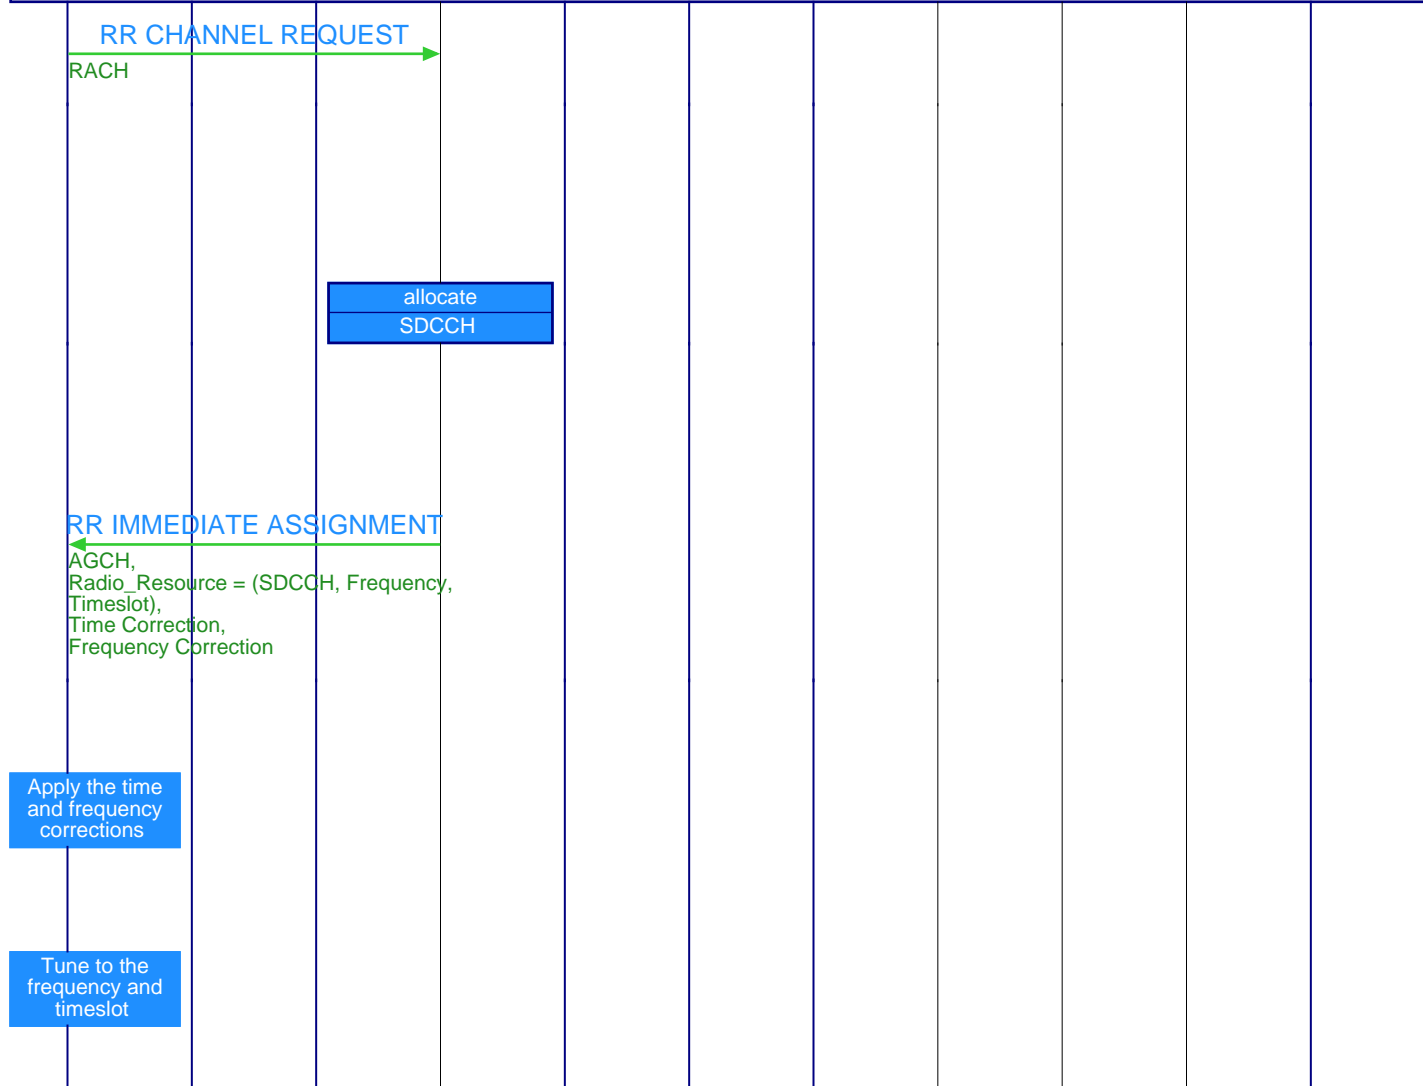 RR CHANNEL REQUEST
RACH
allocate
SDCCH
RR IMMEDIATE ASSIGNMENT
AGCH,
Radio_Resource = (SDCCH, Frequency,
Timeslot),
Time Correction,
Frequency Correction
Apply the time
and frequency
corrections
Tune to the
frequency and
timeslot